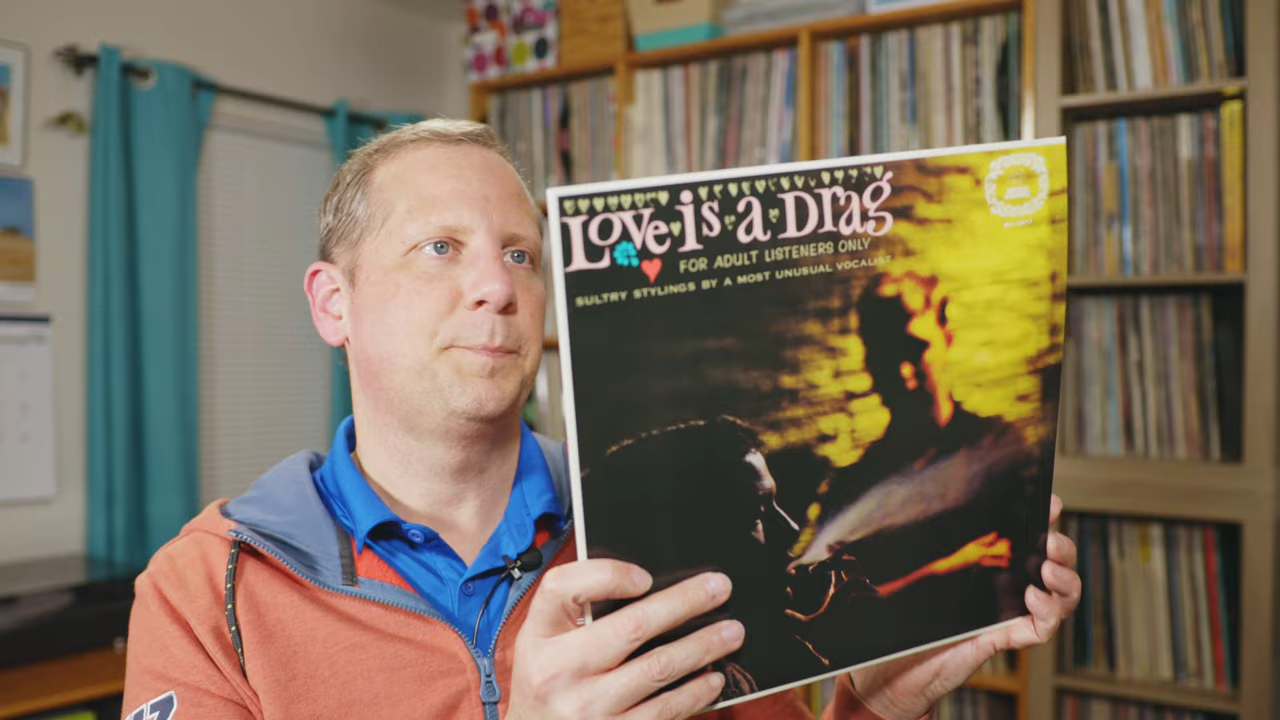 Love is a Drag
FOR ADULT LISTENERS ONLY
SULTRY STYLINGS BY A MOST UNUSUAL VOCALIST